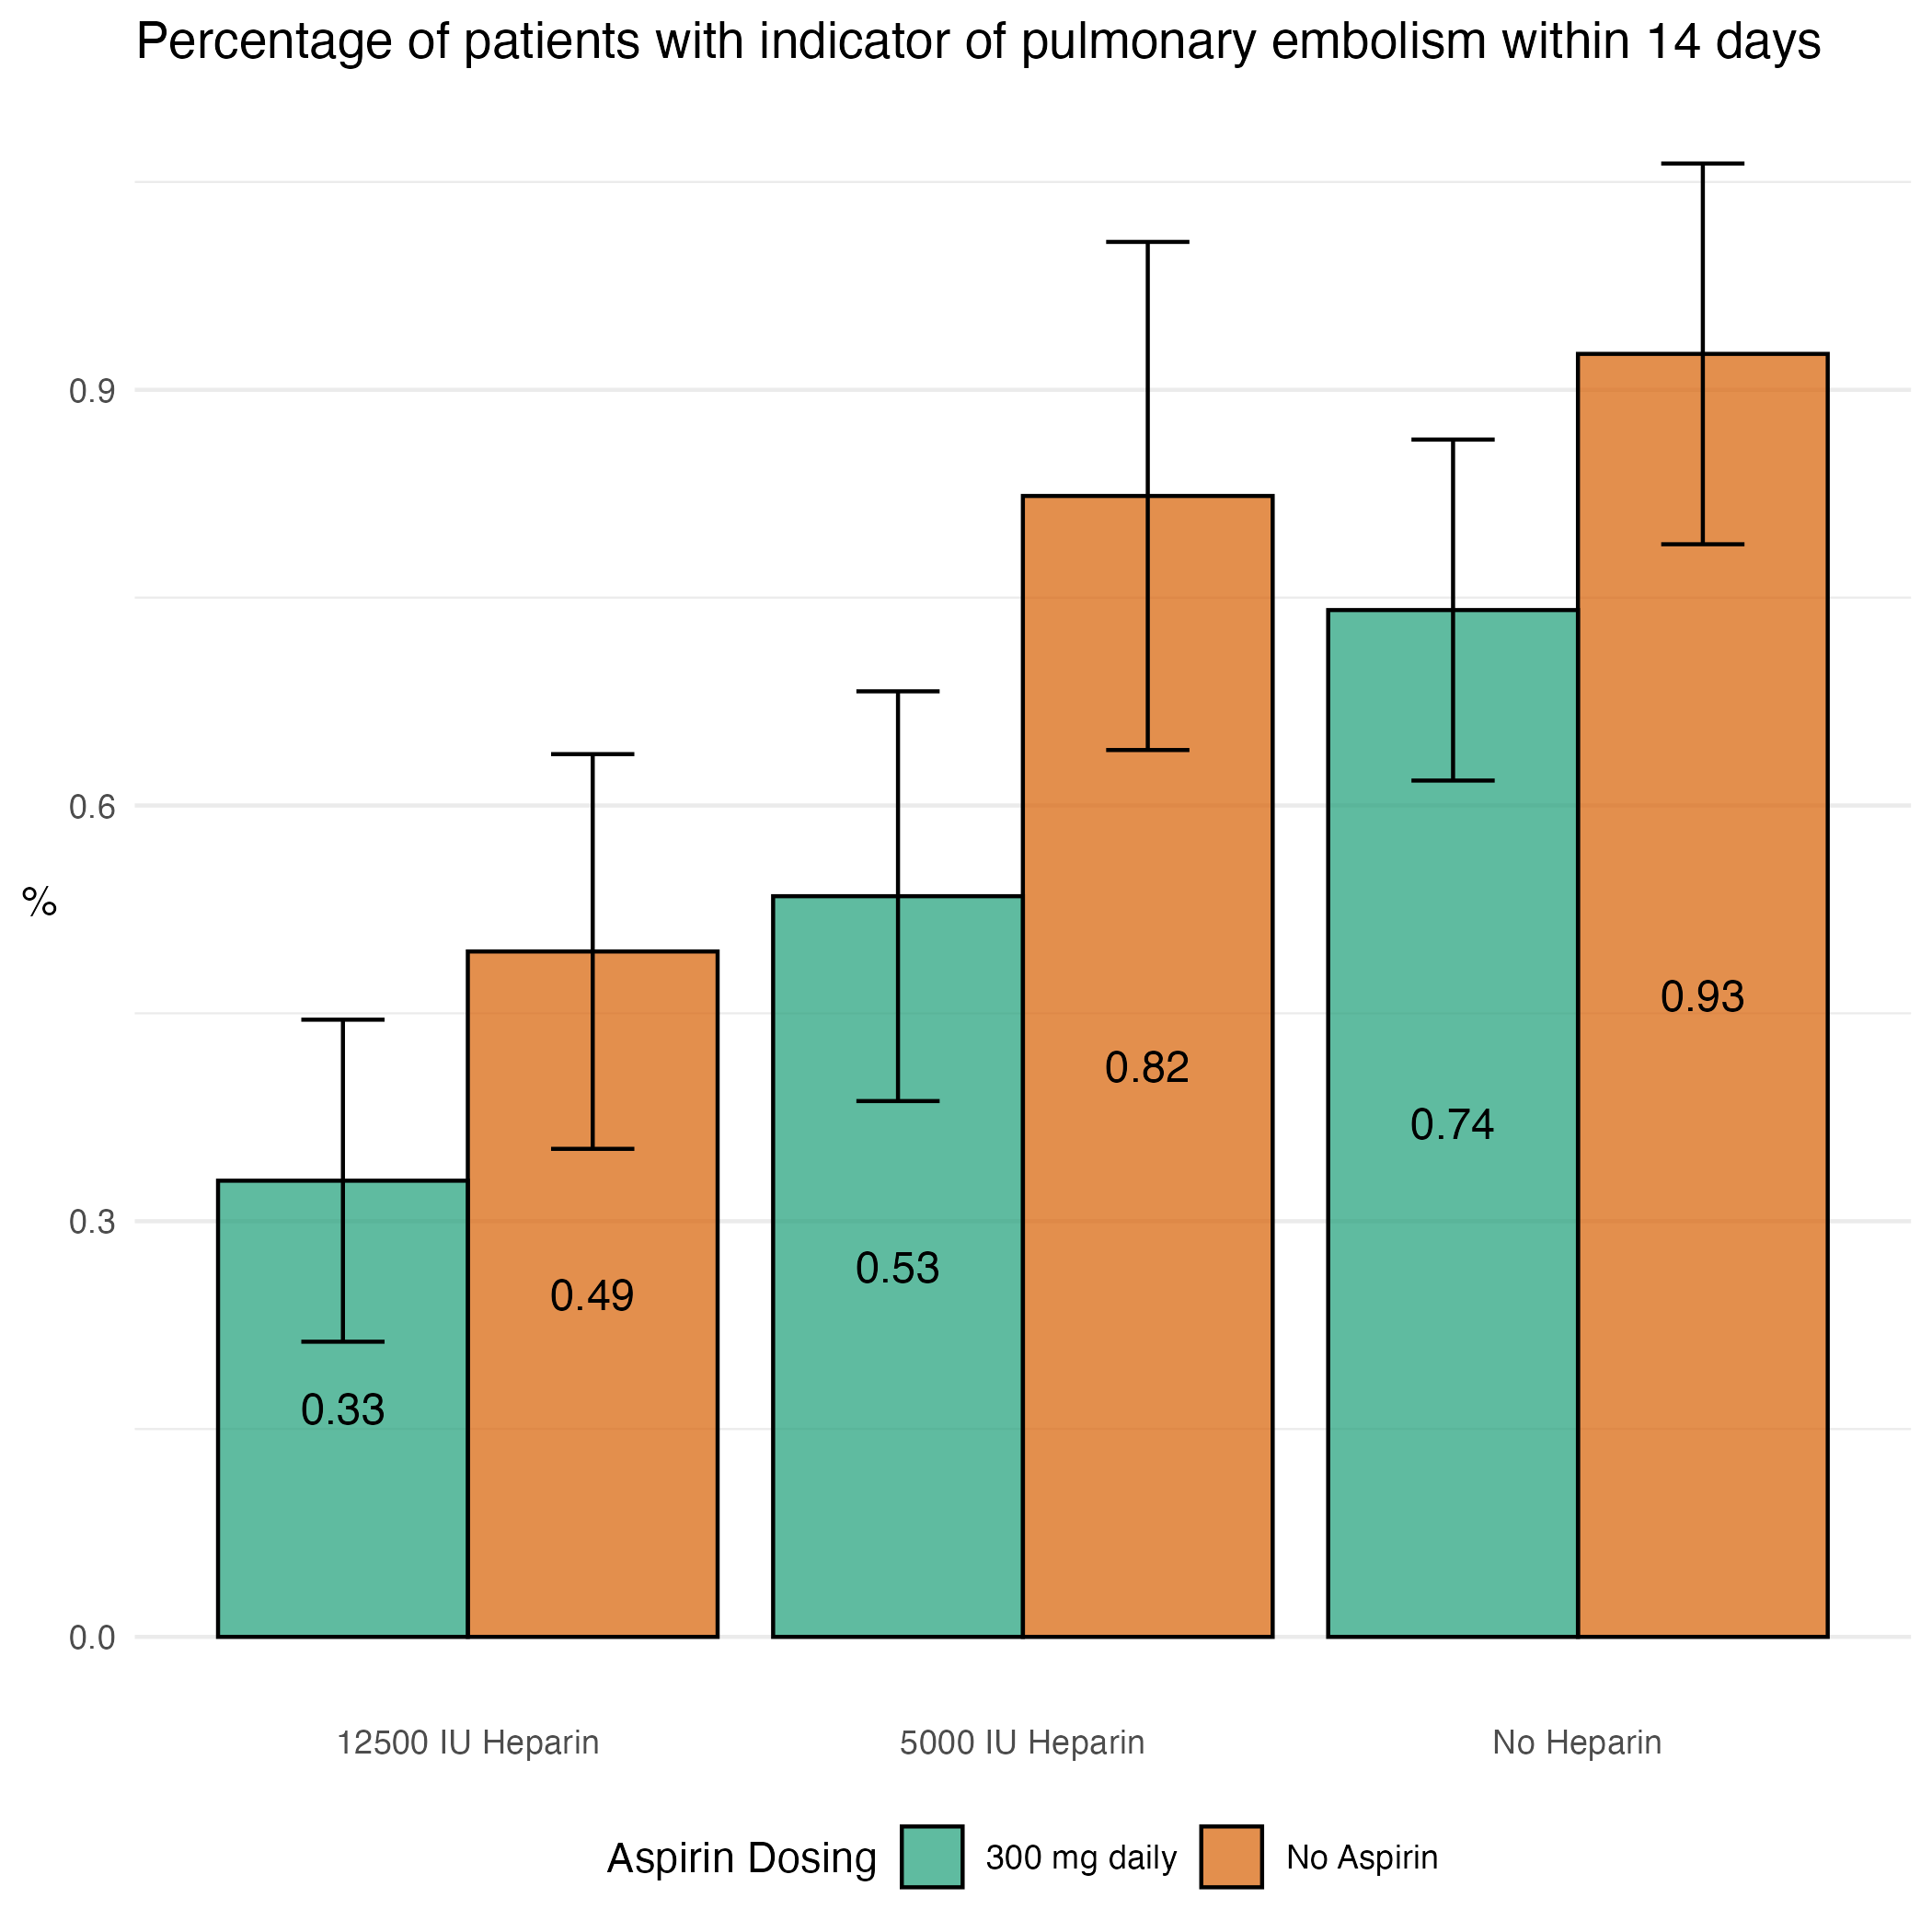 Percentage of patients with indicator of pulmonary embolism within 14 days
0.9
0.6
%
0.3
0.0
0.33
0.49
0.53
0.82
0.74
0.93
12500 IU Heparin
5000 IU Heparin
No Heparin
Aspirin Dosing 300 mg daily No Aspirin